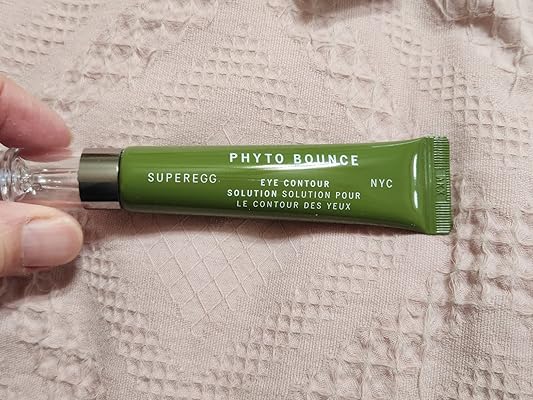 PHYTO BOUNCE
SUPEREGG.
EYE CONTOUR
NYC
SOLUTION SOLUTION POUR
LE CONTOUR DES YEUX